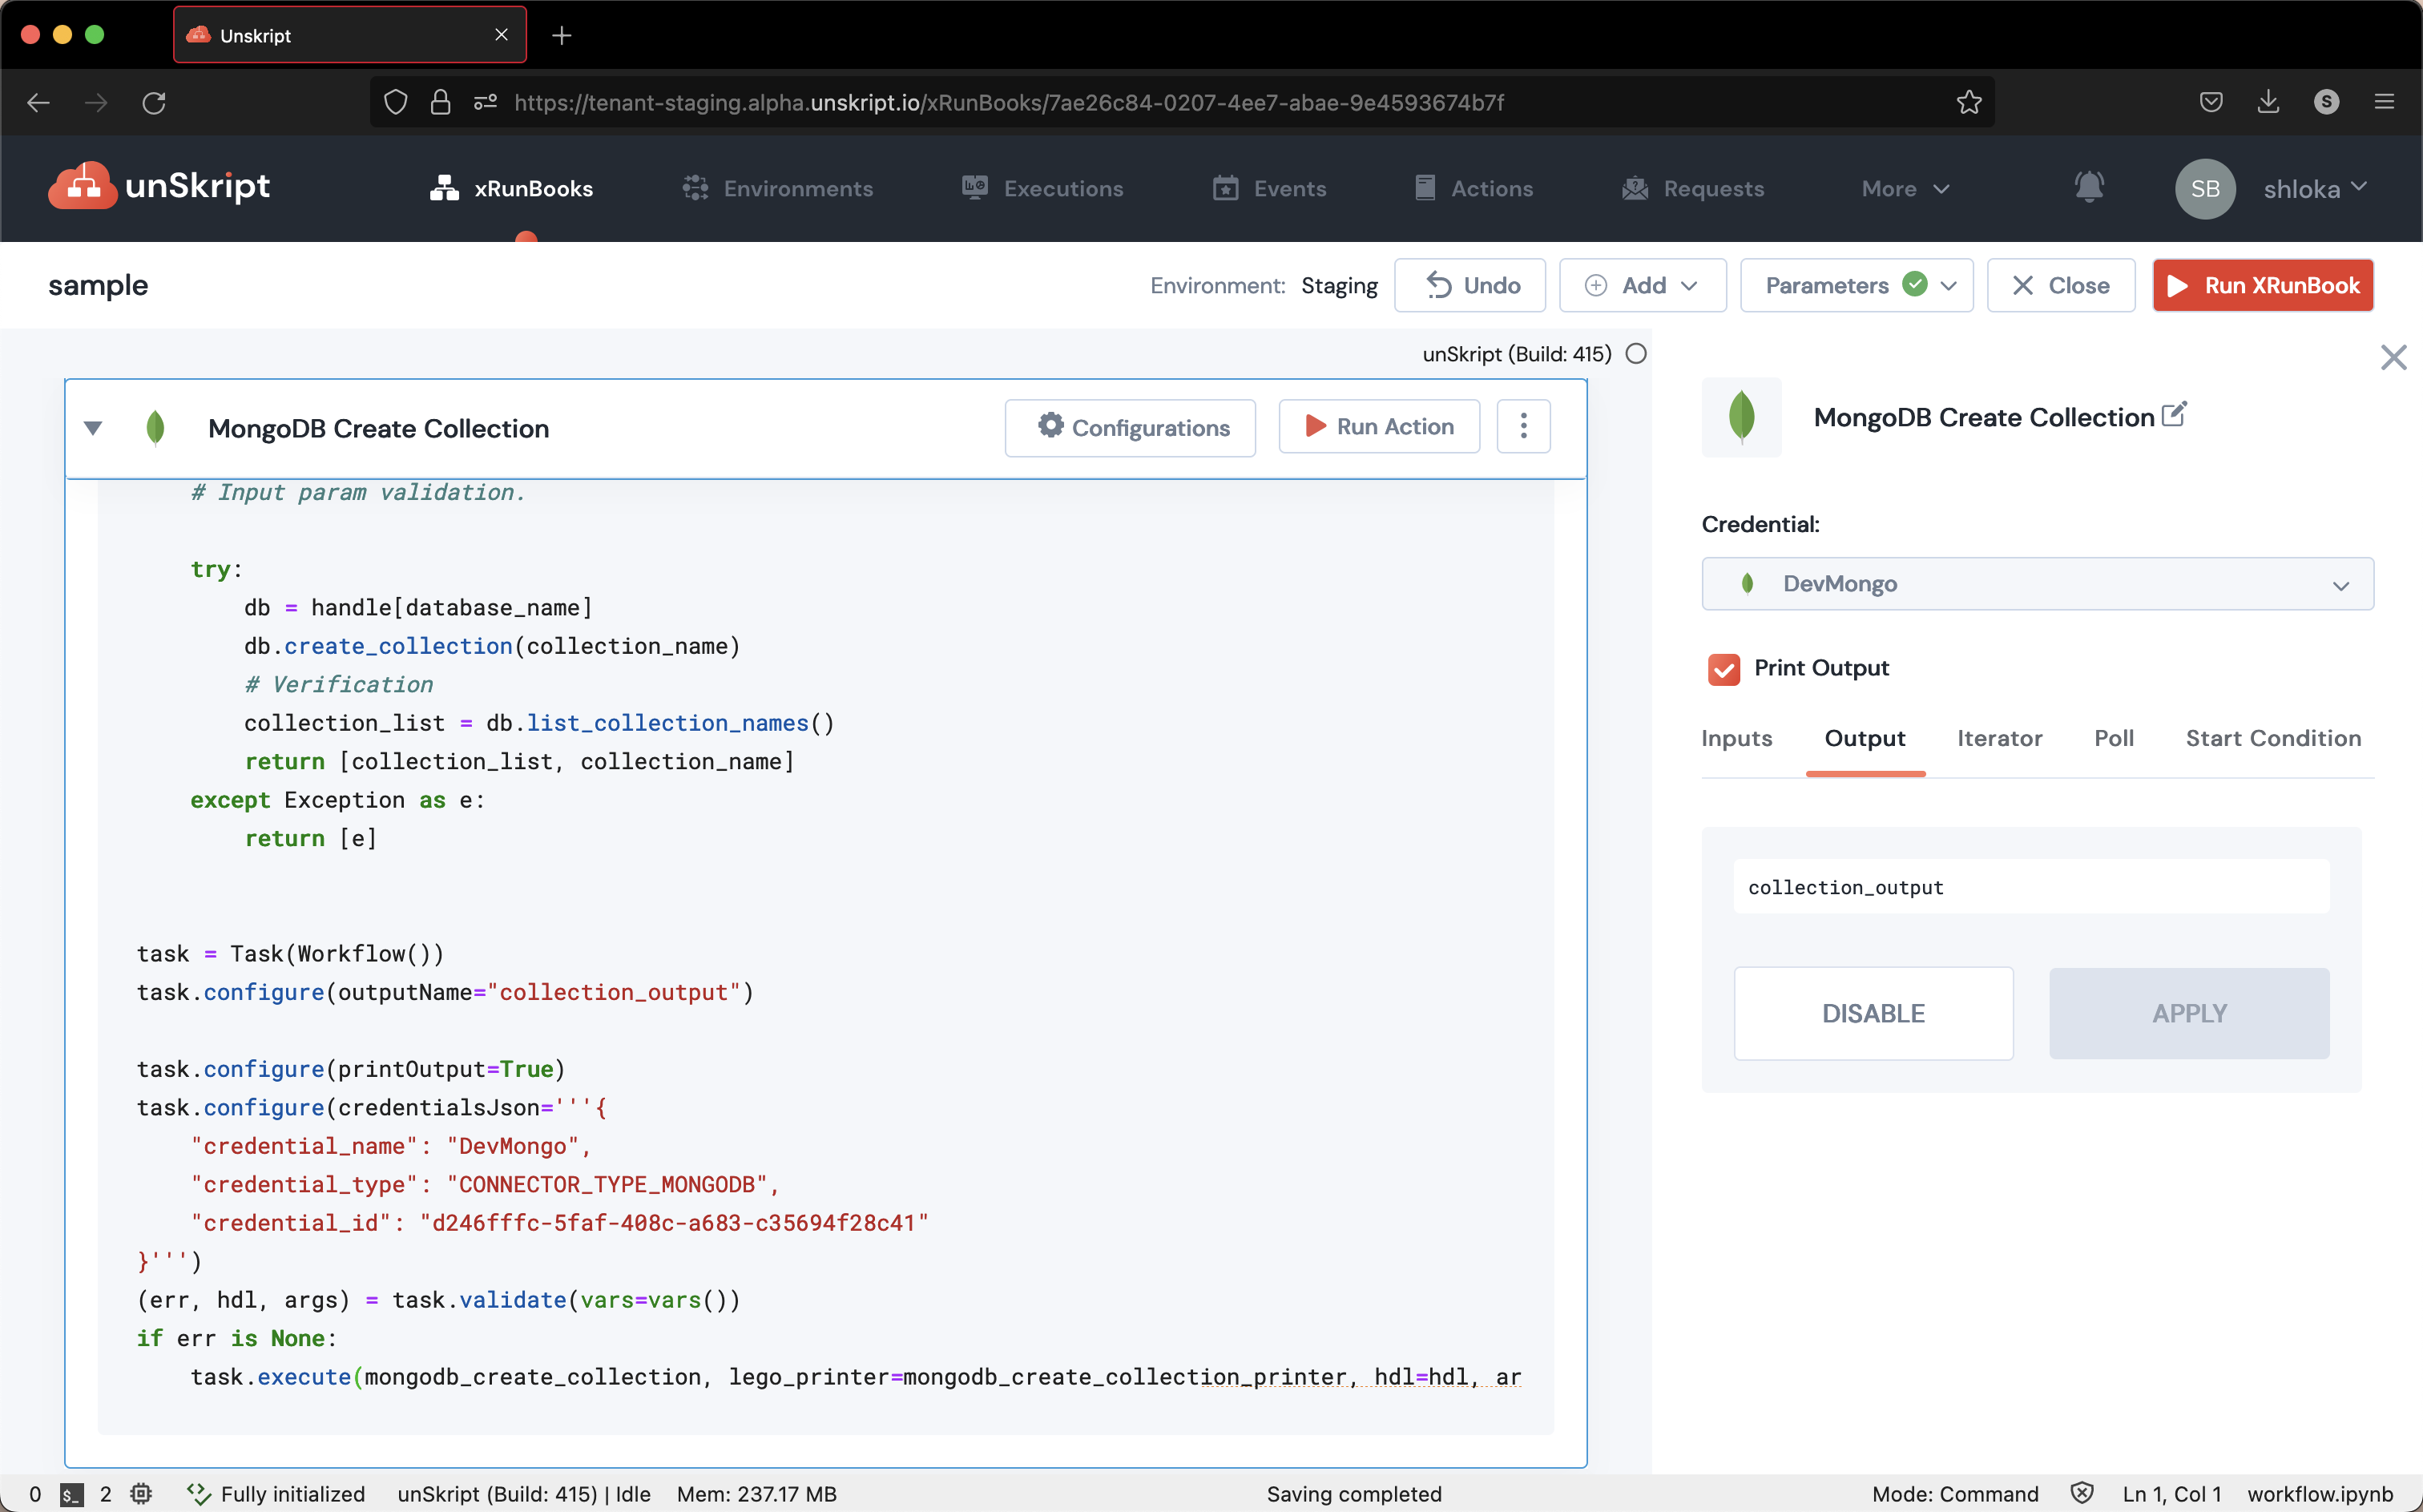 Unskript
https://tenant-staging.alpha.unskript.io/xRunBooks/7ae26c84-0207-4ee7-abae-9e4593674b7f
S
unSkript
xRunBooks
Environments
Executions
Events
Actions
Requests
More
SB
shloka
sample
Environment: Staging
Undo
Add
Parameters
Close
Run XRunBook
unSkript (Build: 415)
MongoDB Create Collection
Configurations
Run Action
# Input param validation.
try:
db = handle[database_name]
db.create_collection(collection_name)
# Verification
collection_list = db.list_collection_names()
return [collection_list, collection_name]
except Exception as e:
return [e]
task = Task(Workflow())
task.configure(outputName="collection_output")
task.configure(printOutput=True)
task.configure(credentialsJson='''{
"credential_name": "DevMongo",
"credential_type": "CONNECTOR_TYPE_MONGODB",
"credential_id": "d246fffc-5faf-408c-a683-c35694f28c41"
}''')
(err, hdl, args) = task.validate(vars=vars())
if err is None:
task.execute(mongodb_create_collection, lego_printer=mongodb_create_collection_printer, hdl=hdl, ar
MongoDB Create Collection
Credential:
DevMongo
Print Output
Inputs
Output
Iterator
Poll
Start Condition
collection_output
DISABLE
APPLY
0
$_
2
Fully initialized
unSkript (Build: 415) | Idle
Mem: 237.17 MB
Saving completed
Mode: Command
Ln 1, Col 1
workflow.ipynb